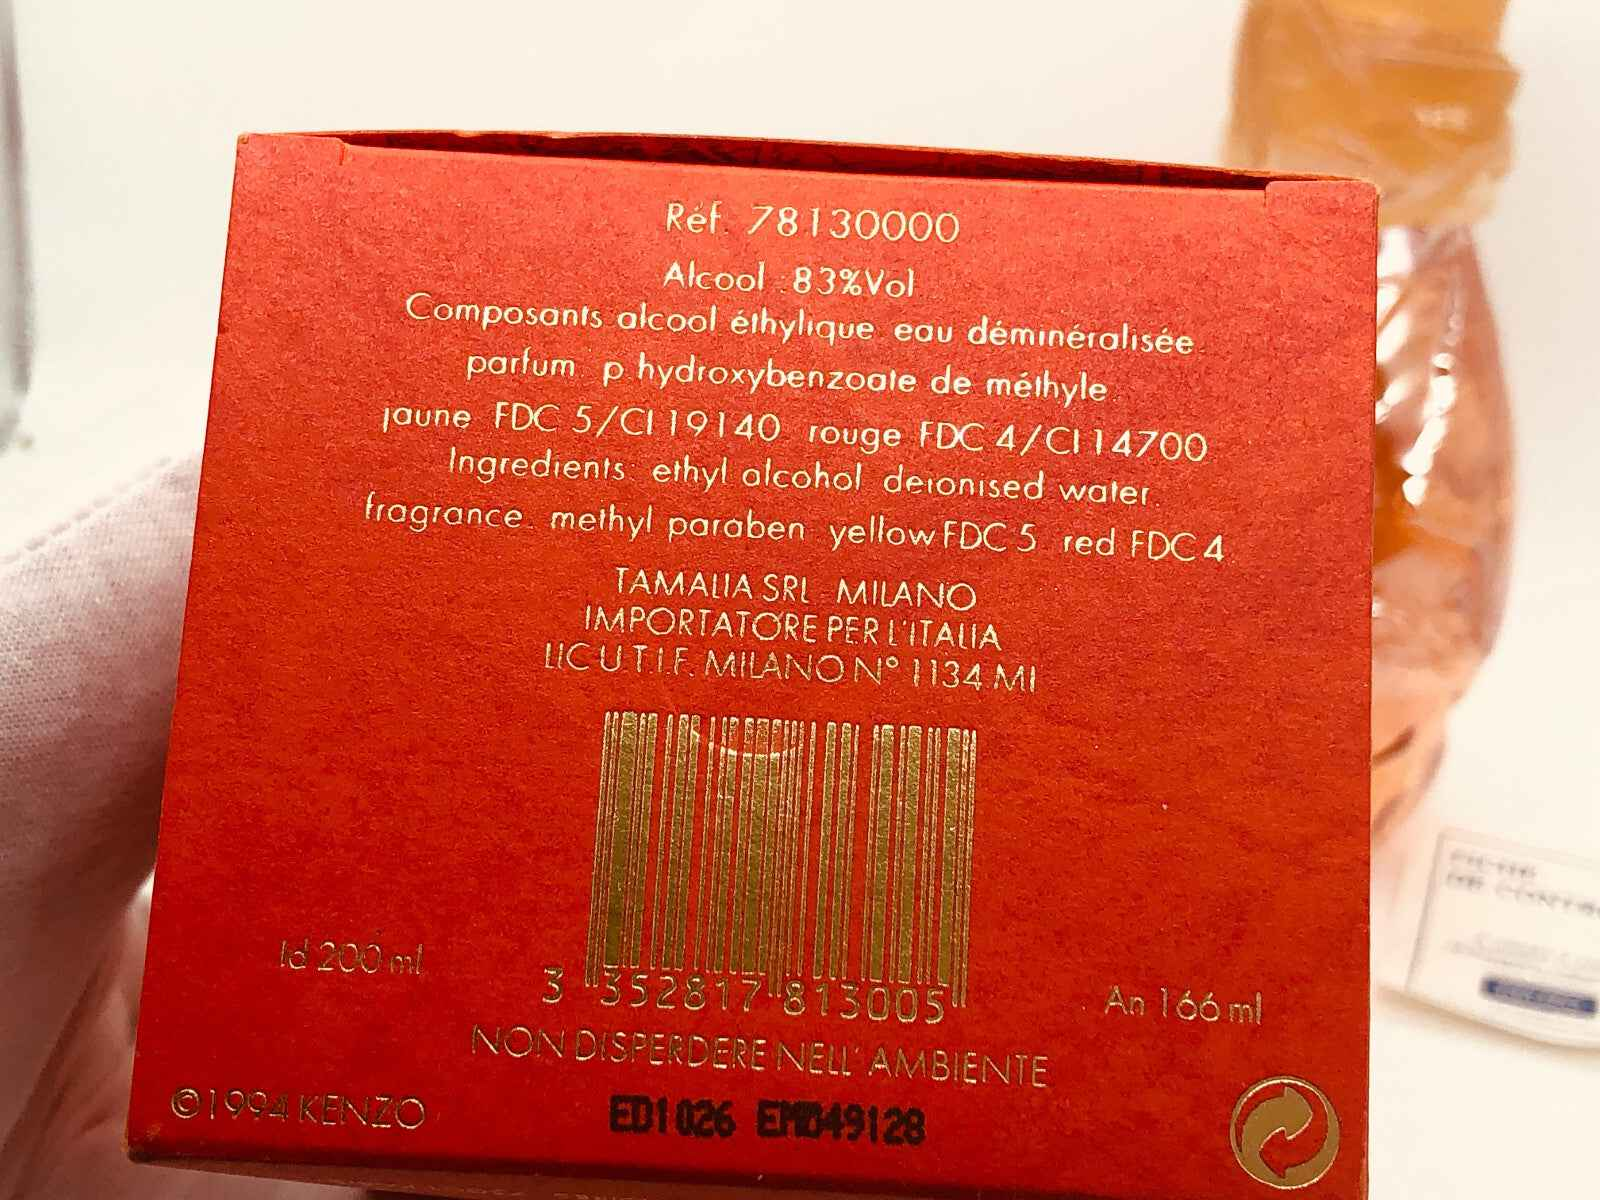 Réf. 78130000
Alcool : 83%Vol
Composants alcool éthylique eau déminéralisée
parfum p hydroxybenzoate de méthyle
jaune FDC 5/CI 19140 rouge FDC 4/CI 14700
Ingredients: ethyl alcohol deionised water.
fragrance. methyl paraben yellow FDC 5 red FDC 4
TAMALIA SRL MILANO
IMPORTATORE PER L'ITALIA
LIC U.T.I.F. MILANO N° 1134 MI
Id 200 ml
3 352817 813005
An 166 ml
NON DISPERDERE NELL' AMBIENTE
©1994 KENZO
ED1026
FICHE
DE